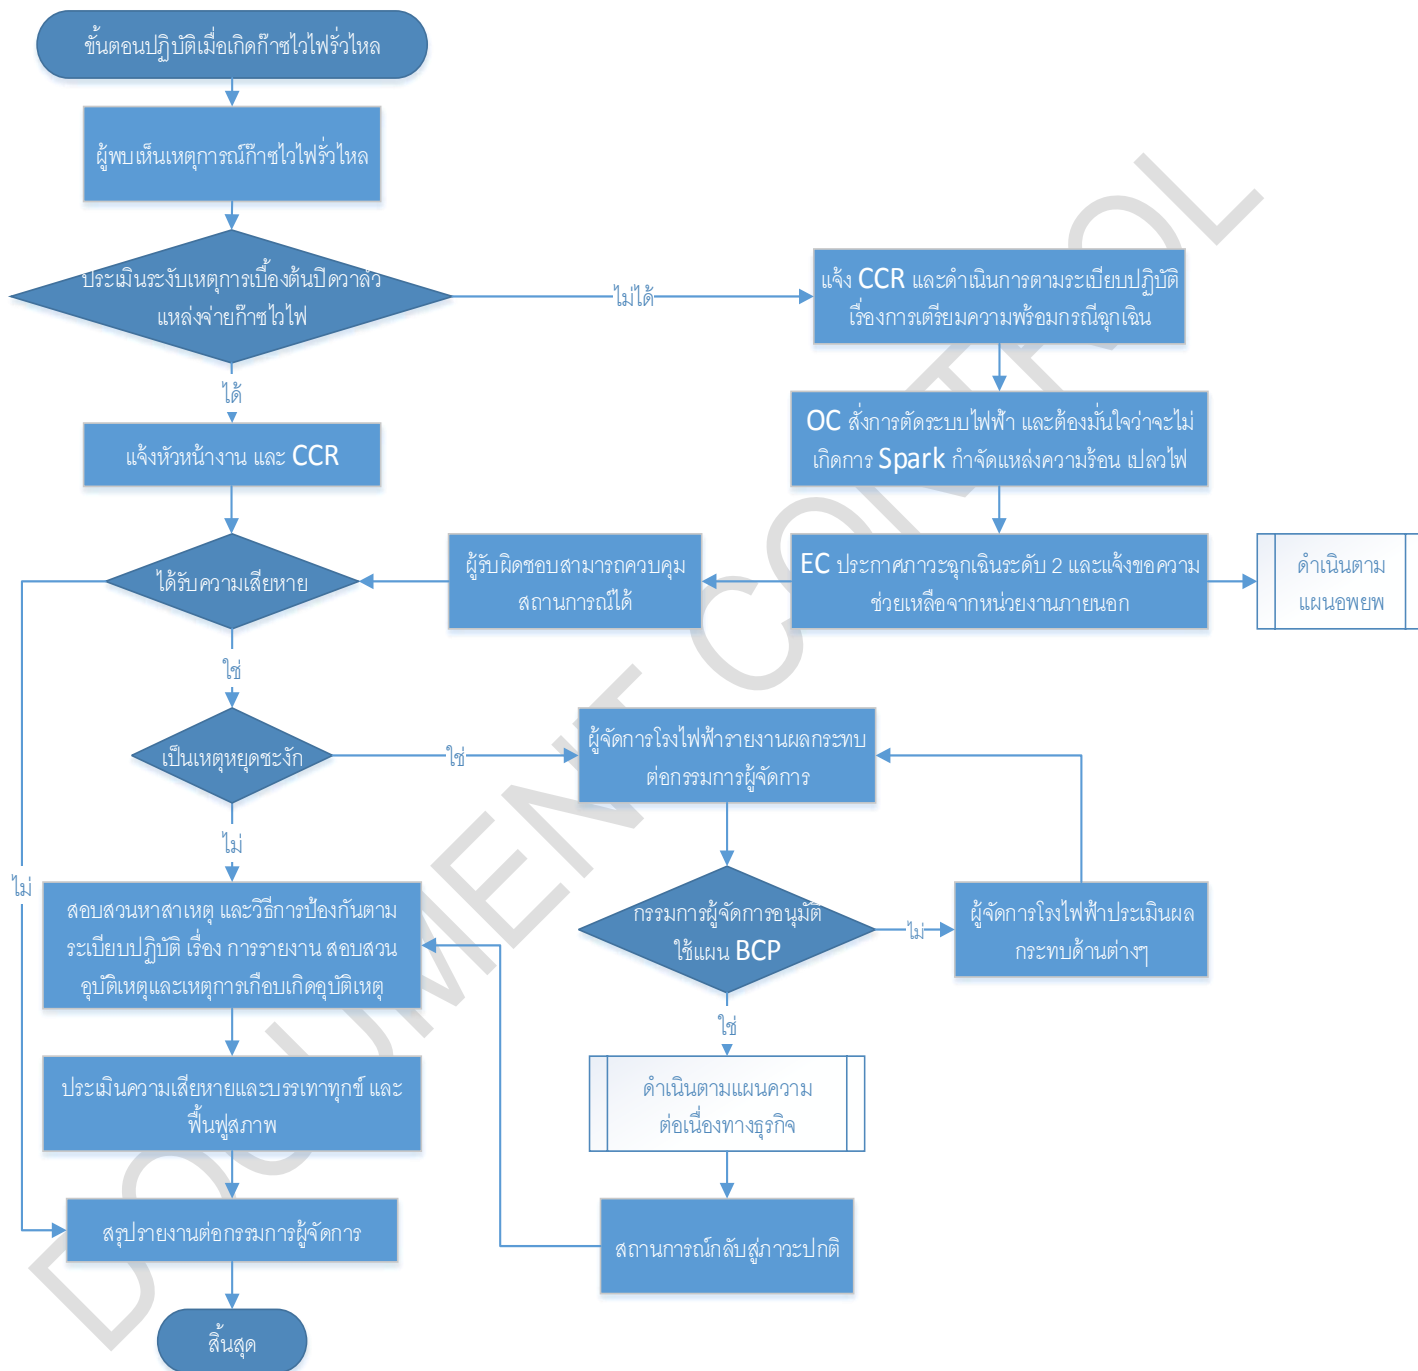 ขั้นตอนปฏิบัติเมื่อเกิดก๊าซไวไฟรั่วไหล
ผู้พบเห็นเหตุการณ์ก๊าซไวไฟรั่วไหล
ประเมินระงับเหตุการเบื้องต้นปิดวาล์ว
แหล่งจ่ายก๊าซไวไฟ
ไม่ได้
แจ้ง CCR และดำเนินการตามระเบียบปฏิบัติ
เรื่องการเตรียมความพร้อมกรณีฉุกเฉิน
ได้
แจ้งหัวหน้างาน และ CCR
OC สั่งการตัดระบบไฟฟ้า และต้องมั่นใจว่าจะไม่
เกิดการ Spark กำจัดแหล่งความร้อน เปลวไฟ
ได้รับความเสียหาย
ผู้รับผิดชอบสามารถควบคุม
สถานการณ์ได้
EC ประกาศภาวะฉุกเฉินระดับ 2 และแจ้งขอความ
ช่วยเหลือจากหน่วยงานภายนอก
ดำเนินตาม
แผนอพยพ
ใช่
เป็นเหตุหยุดชะงัก
ใช่
ผู้จัดการโรงไฟฟ้ารายงานผลกระทบ
ต่อกรรมการผู้จัดการ
ไม่
ไม่
สอบสวนหาสาเหตุ และวิธีการป้องกันตาม
ระเบียบปฏิบัติ เรื่อง การรายงาน สอบสวน
อุบัติเหตุและเหตุการเกือบเกิดอุบัติเหตุ
กรรมการผู้จัดการอนุมัติ
ใช้แผน BCP
ไม่
ผู้จัดการโรงไฟฟ้าประเมินผล
กระทบด้านต่างๆ
ใช่
ประเมินความเสียหายและบรรเทาทุกข์ และ
ฟื้นฟูสภาพ
ดำเนินตามแผนความ
ต่อเนื่องทางธุรกิจ
สรุปรายงานต่อกรรมการผู้จัดการ
สถานการณ์กลับสู่ภาวะปกติ
สิ้นสุด
DOCUMENT CONTROL